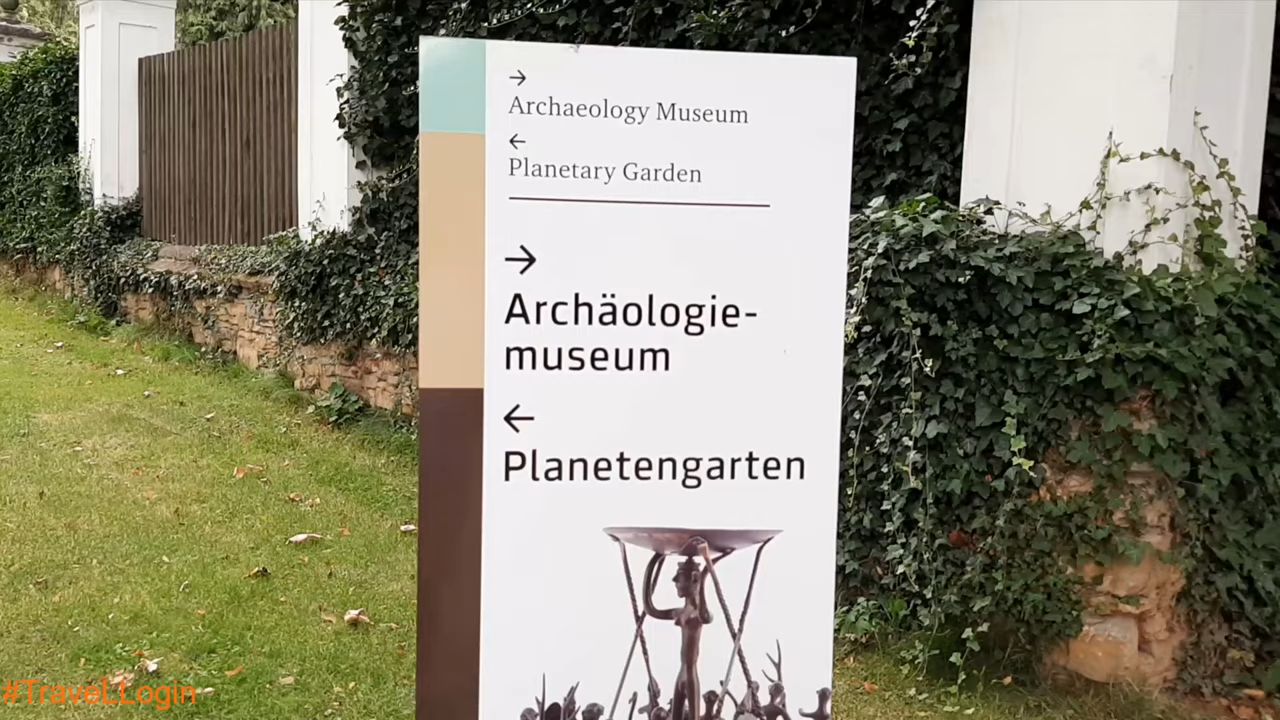 →
Archaeology Museum
←
Planetary Garden
→
Archäologie-
museum
←
Planetengarten
#TraveLLogin